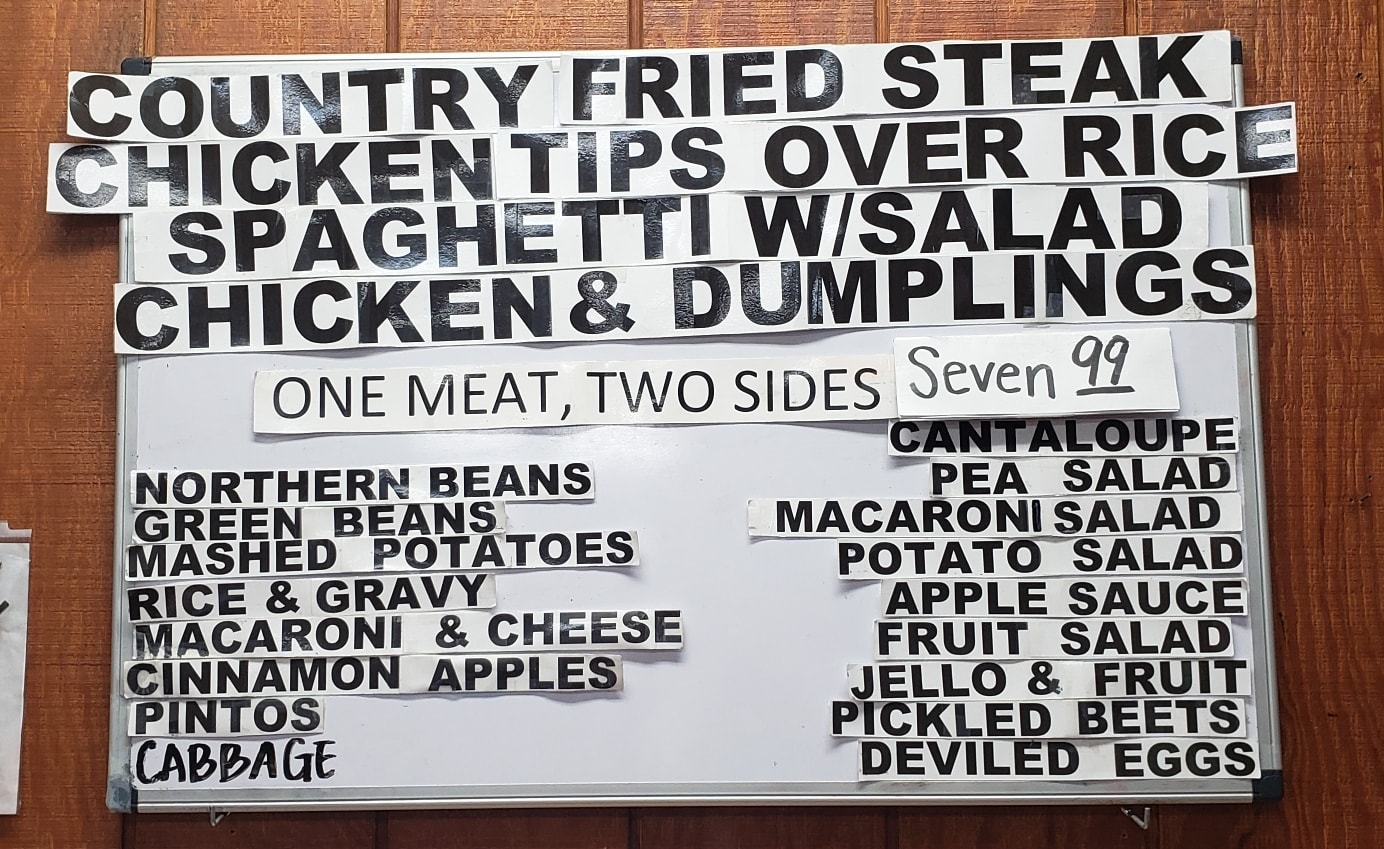 COUNTRY FRIED STEAK
CHICKEN TIPS OVER RICE
SPAGHETTI W/SALAD
CHICKEN & DUMPLINGS
ONE MEAT, TWO SIDES Seven 99
NORTHERN BEANS
GREEN BEANS
MASHED POTATOES
RICE & GRAVY
MACARONI & CHEESE
CINNAMON APPLES
PINTOS
CABBAGE
CANTALOUPE
PEA SALAD
MACARONI SALAD
POTATO SALAD
APPLE SAUCE
FRUIT SALAD
JELLO & FRUIT
PICKLED BEETS
DEVILED EGGS